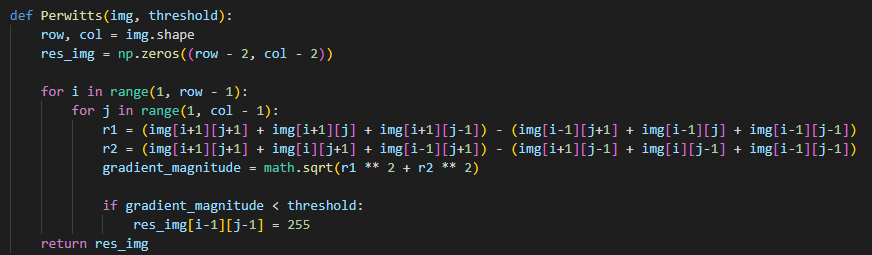 def Perwitts(img, threshold):
    row, col = img.shape
    res_img = np.zeros((row - 2, col - 2))

    for i in range(1, row - 1):
        for j in range(1, col - 1):
            r1 = (img[i+1][j+1] + img[i+1][j] + img[i+1][j-1]) - (img[i-1][j+1] + img[i-1][j] + img[i-1][j-1])
            r2 = (img[i+1][j+1] + img[i][j+1] + img[i-1][j+1]) - (img[i+1][j-1] + img[i][j-1] + img[i-1][j-1])
            gradient_magnitude = math.sqrt(r1 ** 2 + r2 ** 2)

            if gradient_magnitude < threshold:
                res_img[i-1][j-1] = 255
    return res_img